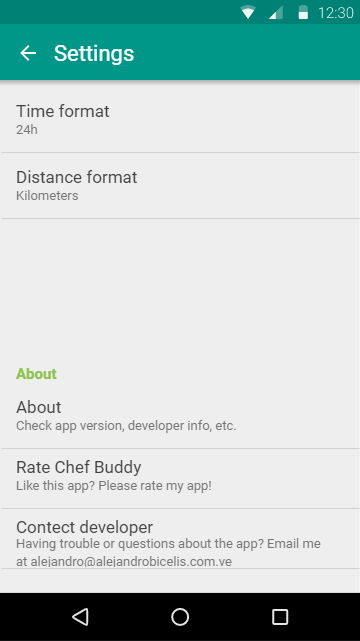 12:30
Settings
Time format
24h
Distance format
Kilometers
About
About
Check app version, developer info, etc.
Rate Chef Buddy
Like this app? Please rate my app!
Contect developer
Having trouble or questions about the app? Email me
at alejandro@alejandrobicelis.com.ve